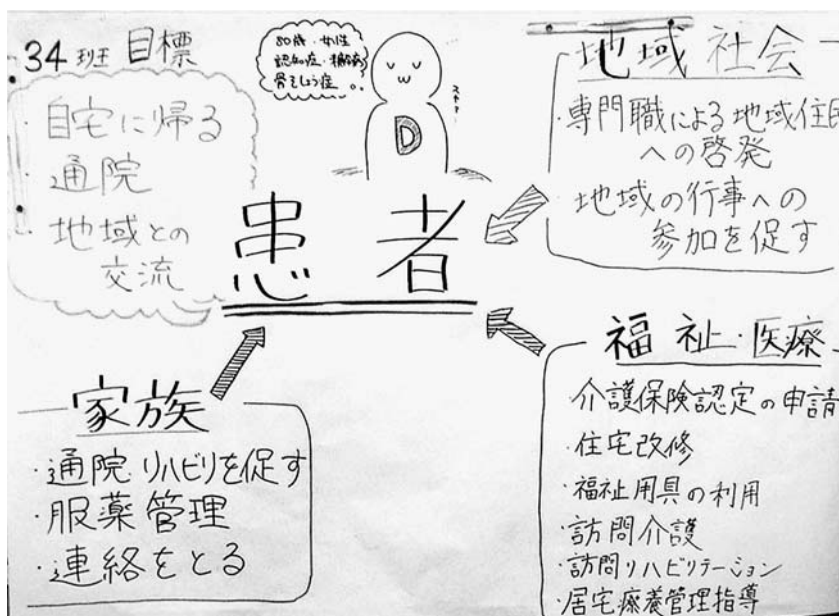 34班 目標
・自宅に帰る
・通院
・地域との
交流
80歳・女性
認知症・糖尿病
骨そしょう症
D
患者
地域社会
・専門職による地域住民
への啓発
・地域の行事への
参加を促す
福祉・医療
・介護保険認定の申請
・住宅改修
・福祉用具の利用
・訪問介護
・訪問リハビリテーション
・居宅療養管理指導
家族
・通院 リハビリを促す
・服薬管理
・連絡をとる